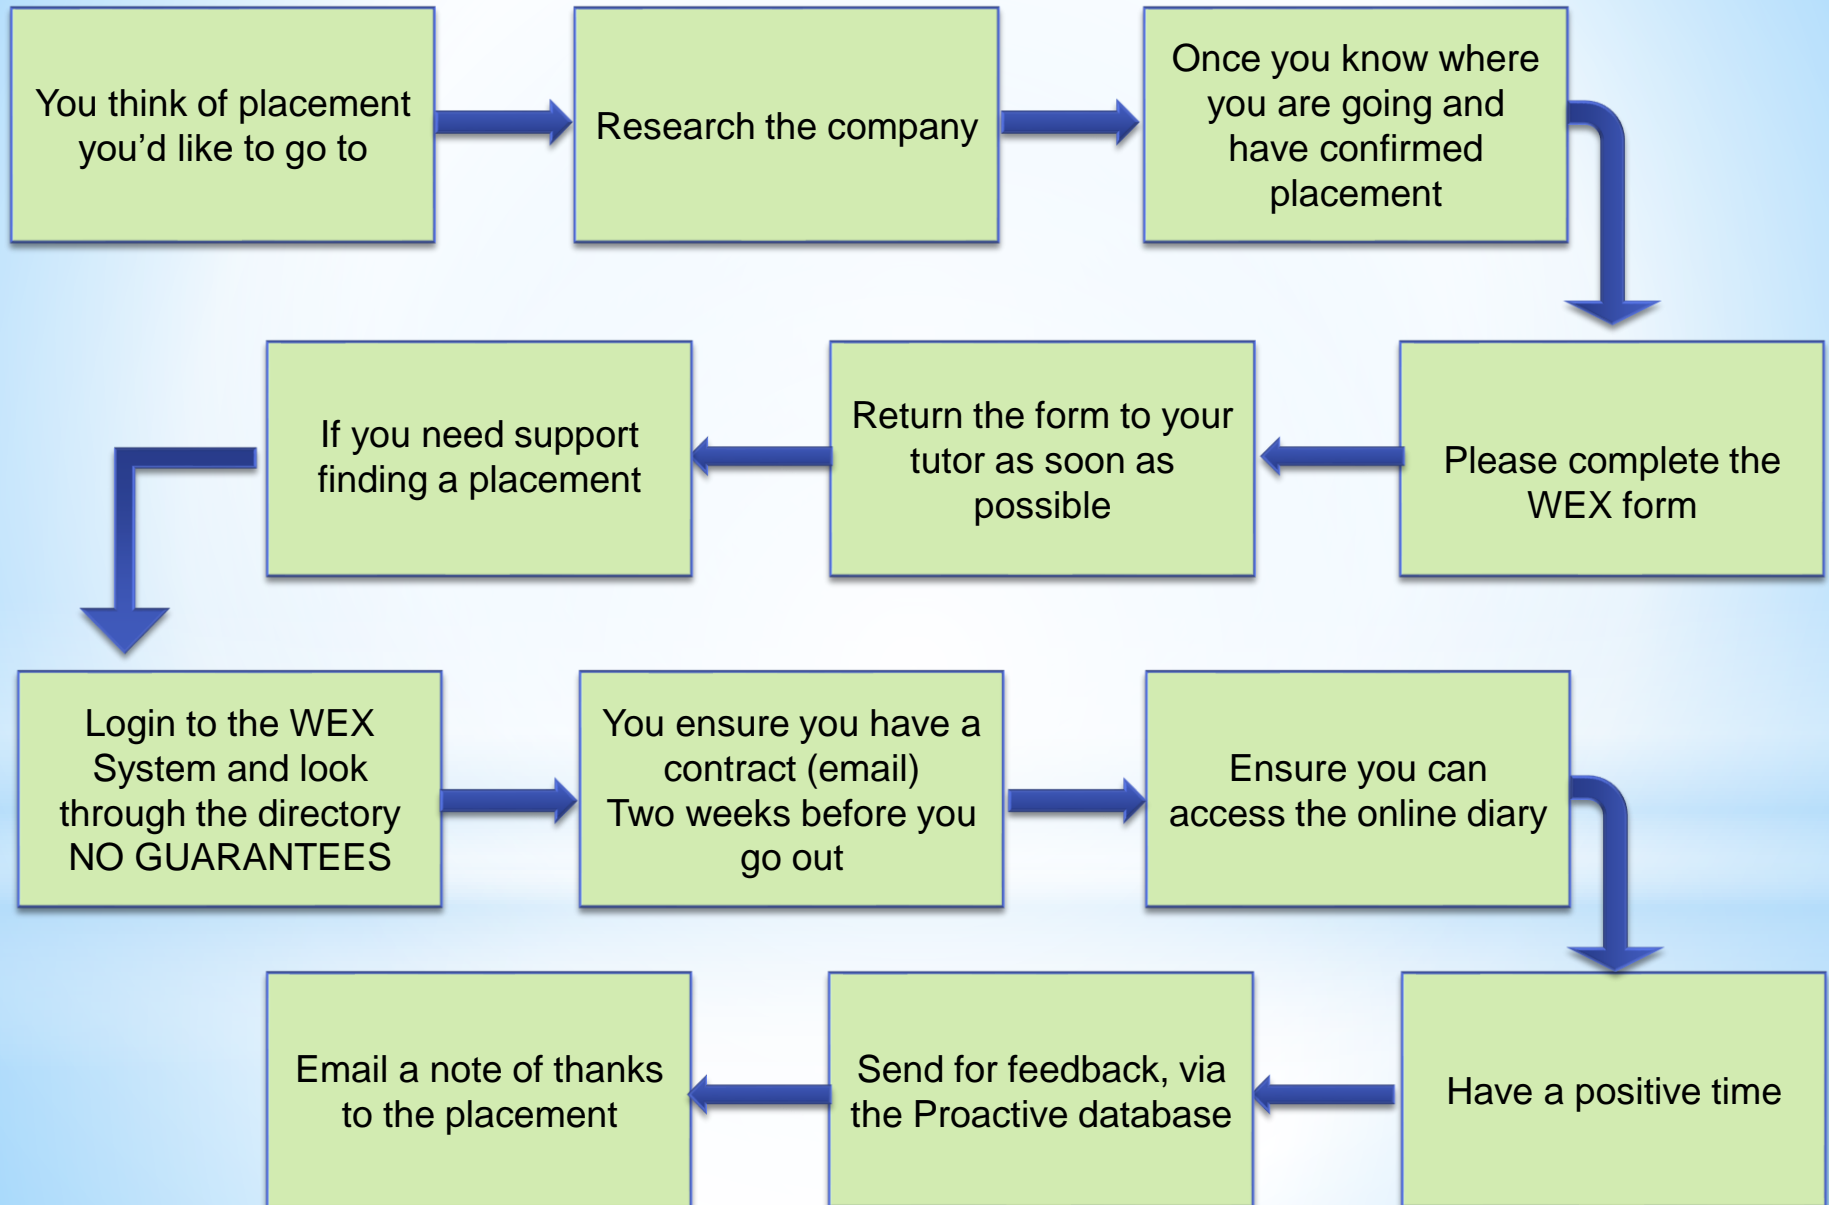 You think of placement
you'd like to go to
Research the company
Once you know where
you are going and
have confirmed
placement
Please complete the
WEX form
Return the form to your
tutor as soon as
possible
If you need support
finding a placement
Login to the WEX
System and look
through the directory
NO GUARANTEES
You ensure you have a
contract (email)
Two weeks before you
go out
Ensure you can
access the online diary
Have a positive time
Send for feedback, via
the Proactive database
Email a note of thanks
to the placement